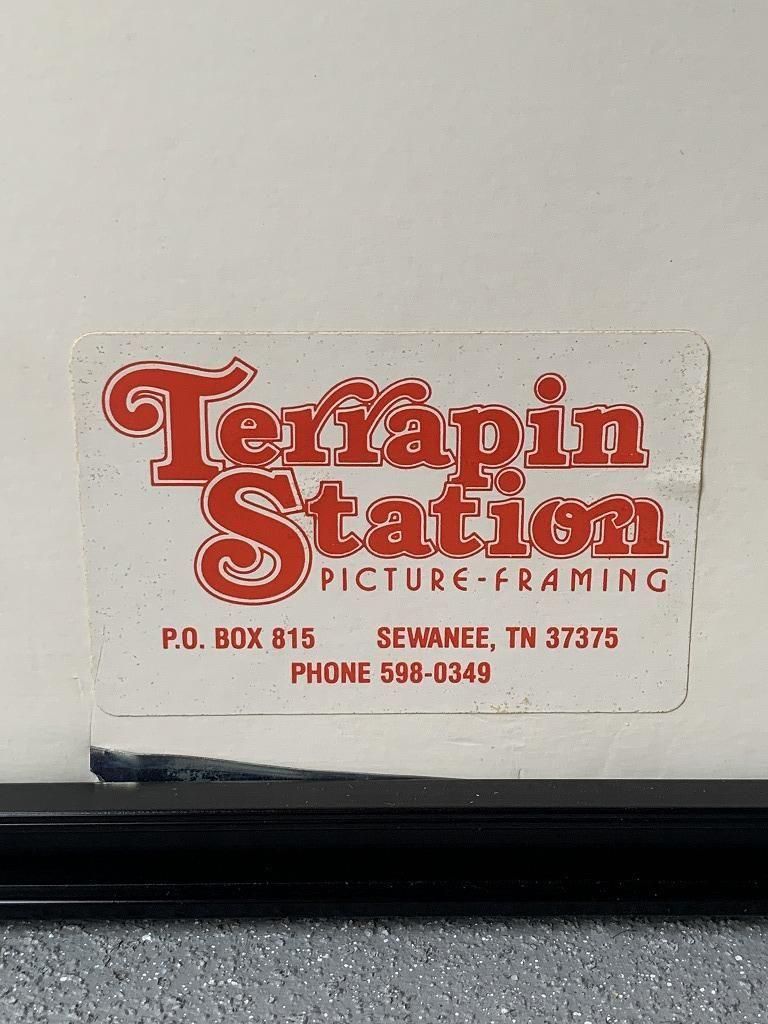 Terrapin
Station
PICTURE-FRAMING
P.O. BOX 815 SEWANEE, TN 37375
PHONE 598-0349